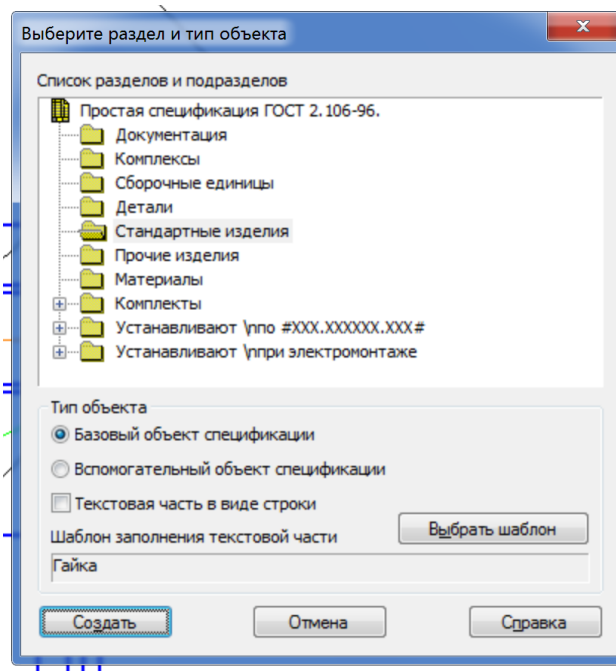 Выберите раздел и тип объекта
Список разделов и подразделов
Простая спецификация ГОСТ 2.106-96.
Документация
Комплексы
Сборочные единицы
Детали
Стандартные изделия
Прочие изделия
Материалы
Комплекты
Устанавливают \nпо #XXX.XXXXXX.XXX#
Устанавливают \nпри электромонтаже
Тип объекта
Базовый объект спецификации
Вспомогательный объект спецификации
Текстовая часть в виде строки
Шаблон заполнения текстовой части
Выбрать шаблон
Гайка
Создать Отмена Справка